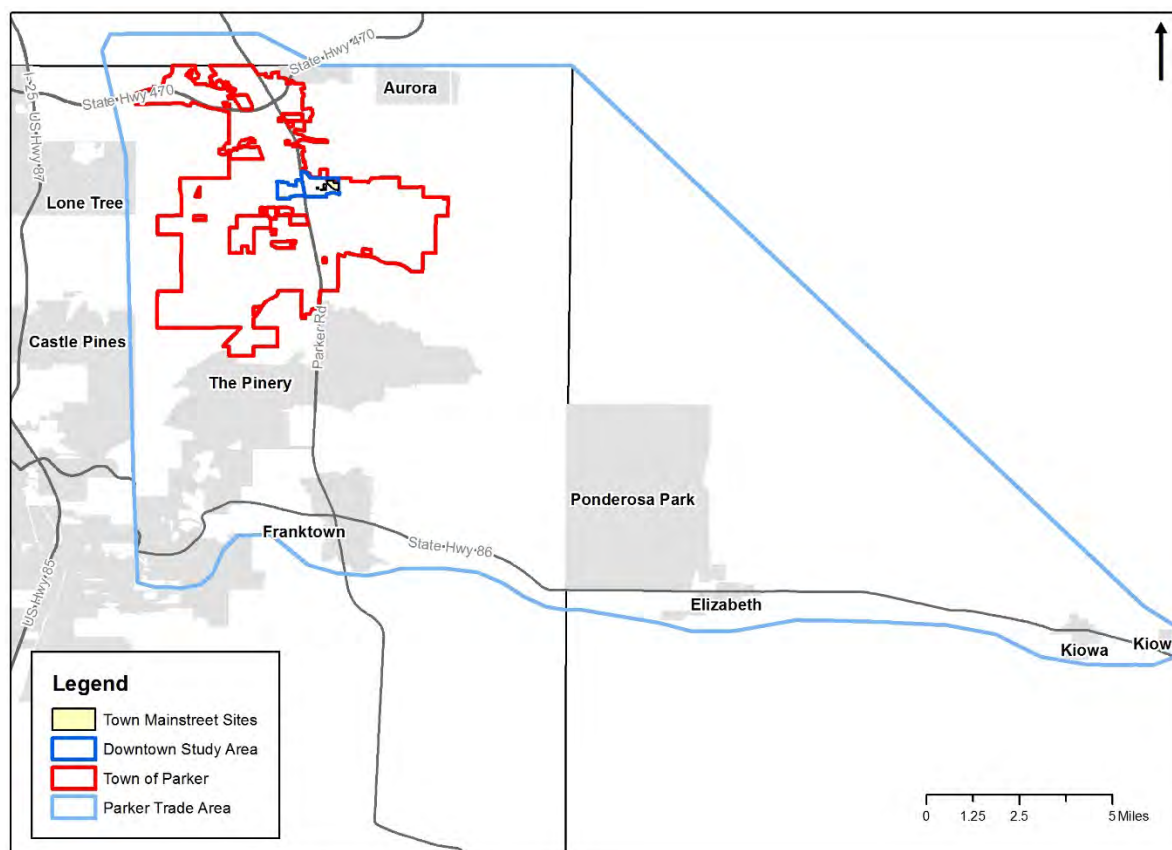 State Hwy 470
I-25 US Hwy 87
State Hwy 470
Aurora
Lone Tree
Parker Rd
Castle Pines
The Pinery
Ponderosa Park
Franktown
State Hwy 86
US Hwy 85
Elizabeth
Kiowa
Kiow
Legend
Town Mainstreet Sites
Downtown Study Area
Town of Parker
Parker Trade Area
0 1.25 2.5 5 Miles